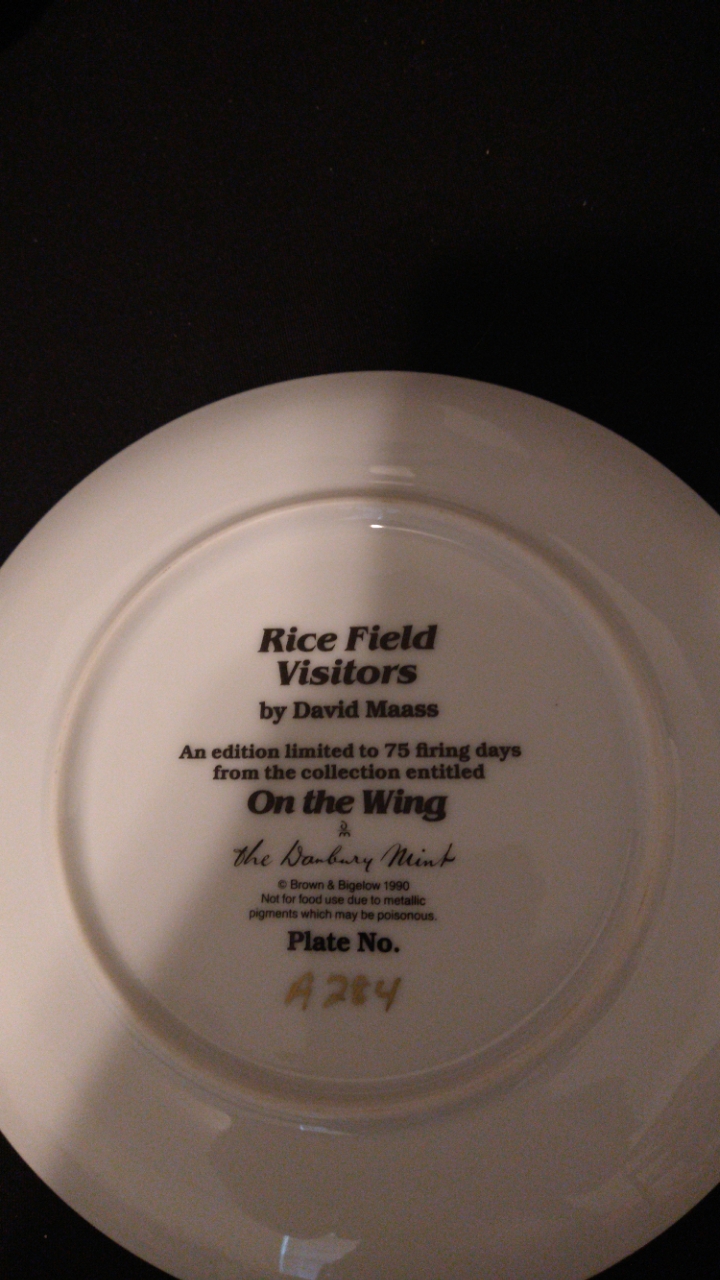 Rice Field
Visitors
by David Maass
An edition limited to 75 firing days
from the collection entitled
On the Wing
the Danbury Mint
© Brown & Bigelow 1990
Not for food use due to metallic
pigments which may be poisonous.
Plate No.
A284